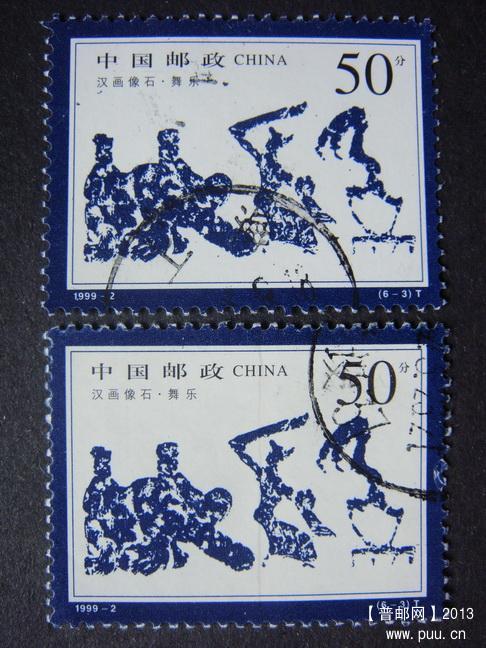 中国邮政 CHINA 50分
汉画像石·舞乐
1999-2 (6-3)T
中国邮政 CHINA 50分
汉画像石·舞乐
1999-2 (6-3)T
【普邮网】2013
www.puu.cn